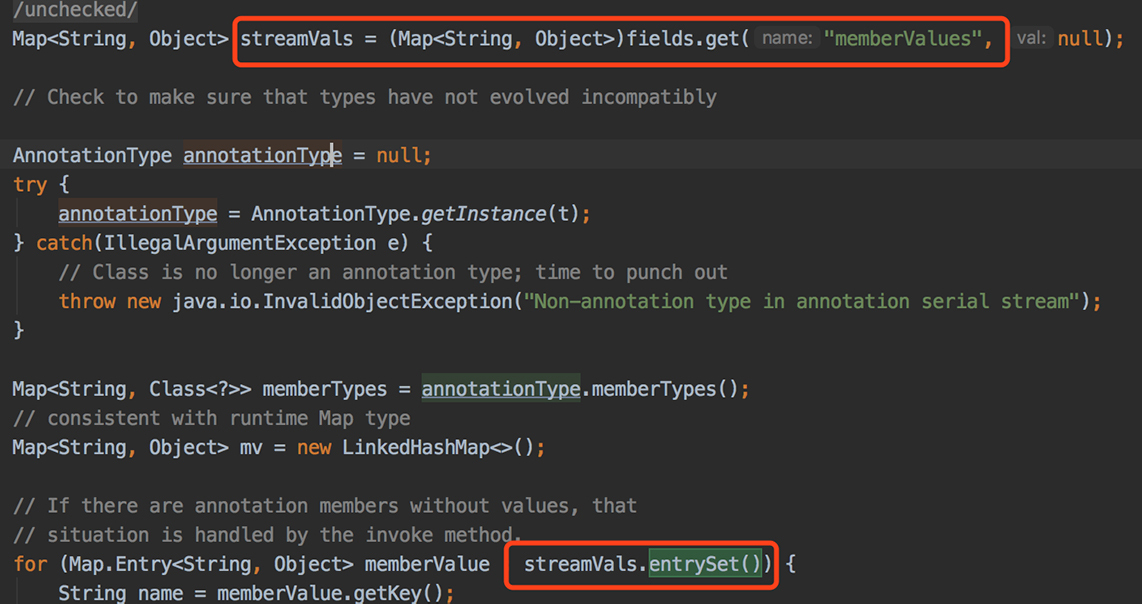 /unchecked/
Map<String, Object> streamVals = (Map<String, Object>)fields.get( name: "memberValues", val: null);
// Check to make sure that types have not evolved incompatibly
AnnotationType annotationType = null;
try {
annotationType = AnnotationType.getInstance(t);
} catch(IllegalArgumentException e) {
// Class is no longer an annotation type; time to punch out
throw new java.io.InvalidObjectException("Non-annotation type in annotation serial stream");
}
Map<String, Class<?>> memberTypes = annotationType.memberTypes();
// consistent with runtime Map type
Map<String, Object> mv = new LinkedHashMap<>();
// If there are annotation members without values, that
// situation is handled by the invoke method.
for (Map.Entry<String, Object> memberValue streamVals.entrySet()) {
String name = memberValue.getKey();